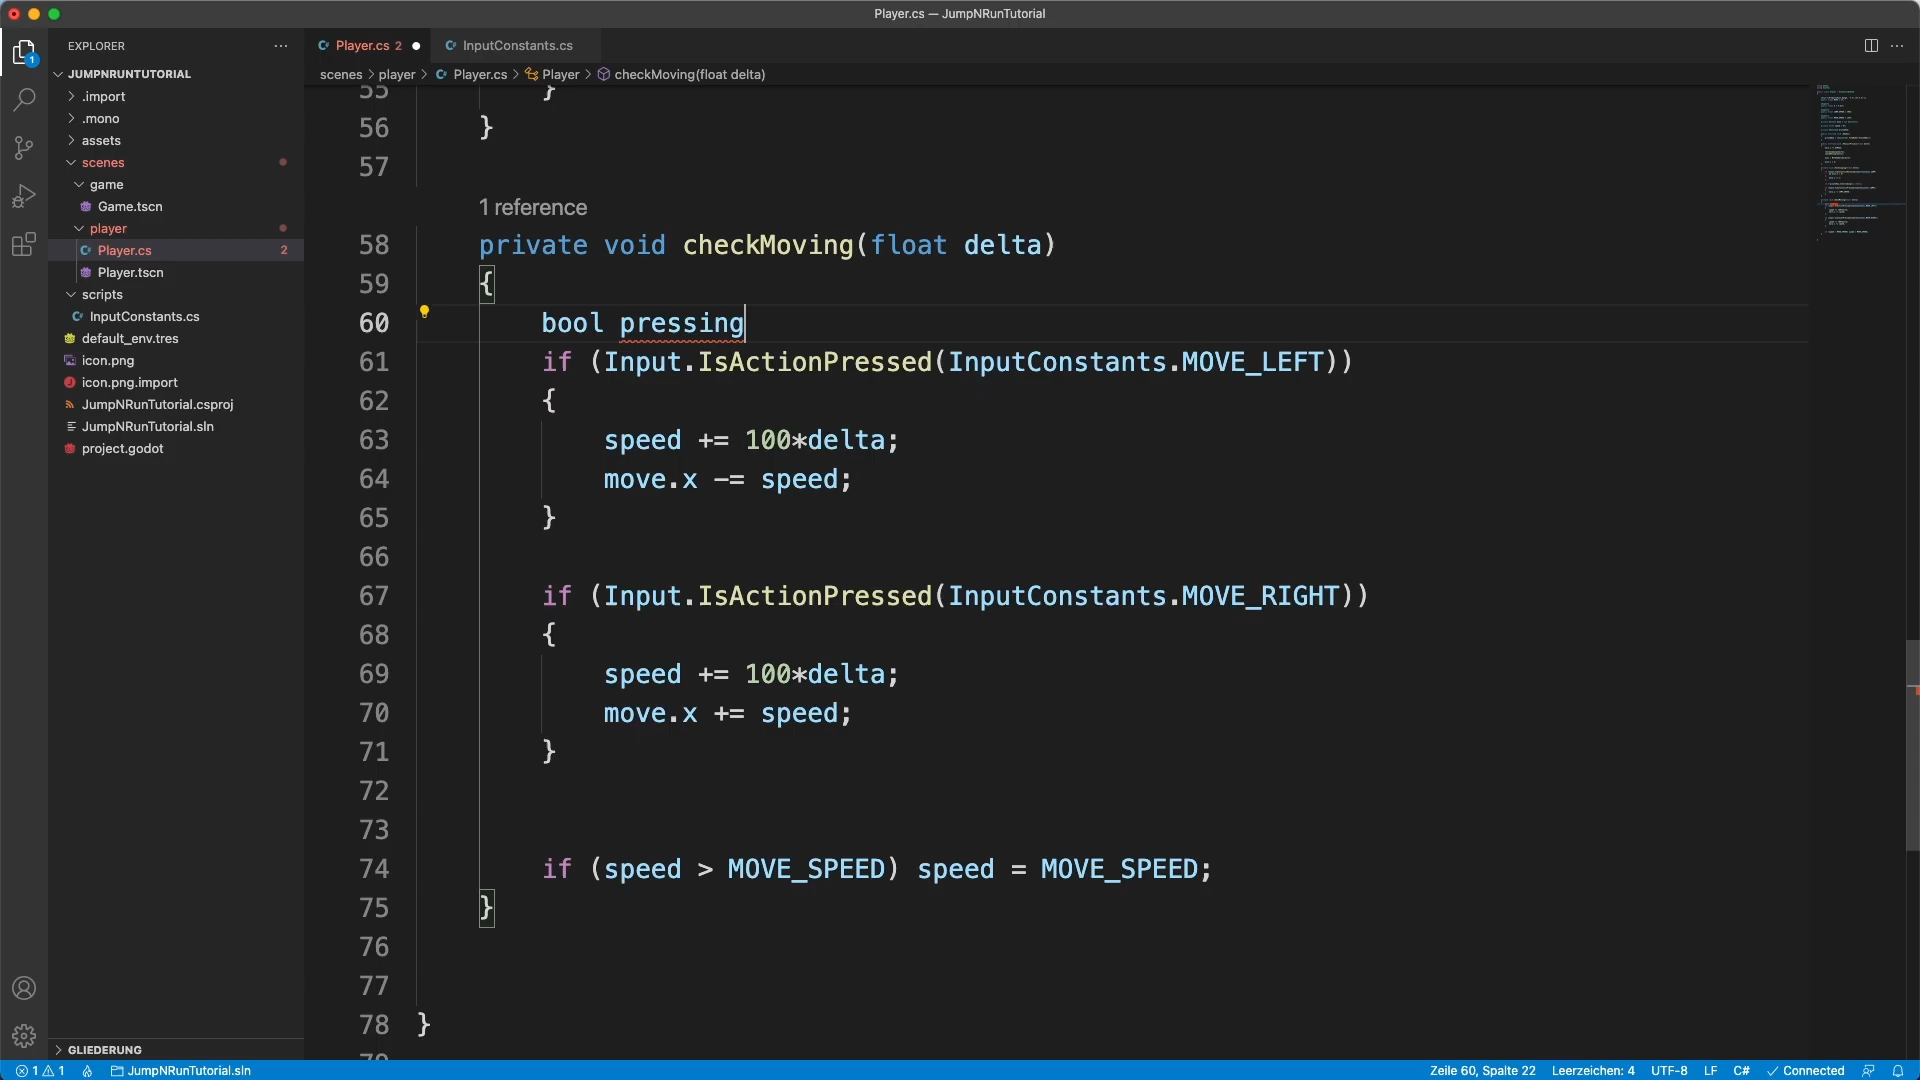 Player.cs — JumpNRunTutorial
EXPLORER
Player.cs 2
InputConstants.cs
scenes > player > Player.cs > Player > checkMoving(float delta)
1
JUMPNRUNTUTORIAL
.import
.mono
assets
scenes
game
Game.tscn
player
Player.cs 2
Player.tscn
scripts
InputConstants.cs
default_env.tres
icon.png
icon.png.import
JumpNRunTutorial.csproj
JumpNRunTutorial.sln
project.godot
GLIEDERUNG
55 }
56 }
57
1 reference
58 private void checkMoving(float delta)
59 {
60 bool pressing
61 if (Input.IsActionPressed(InputConstants.MOVE_LEFT))
62 {
63 speed += 100*delta;
64 move.x -= speed;
65 }
66
67 if (Input.IsActionPressed(InputConstants.MOVE_RIGHT))
68 {
69 speed += 100*delta;
70 move.x += speed;
71 }
72
73
74 if (speed > MOVE_SPEED) speed = MOVE_SPEED;
75 }
76
77
78 }
79
1 1 JumpNRunTutorial.sln
Zeile 60, Spalte 22 Leerzeichen: 4 UTF-8 LF C# Connected